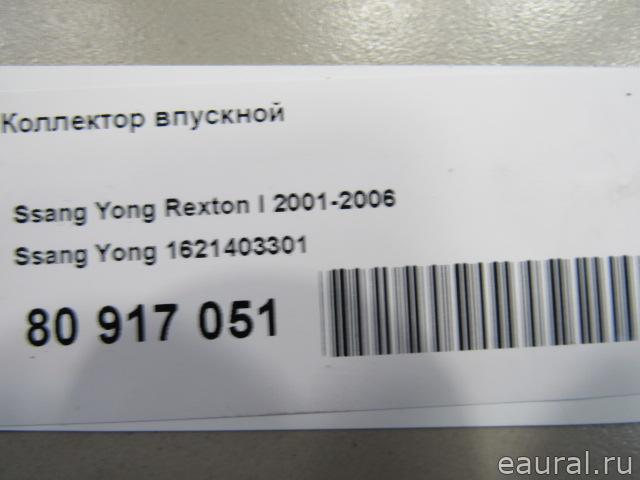 Коллектор впускной
Ssang Yong Rexton I 2001-2006
Ssang Yong 1621403301
80 917 051
eaural.ru